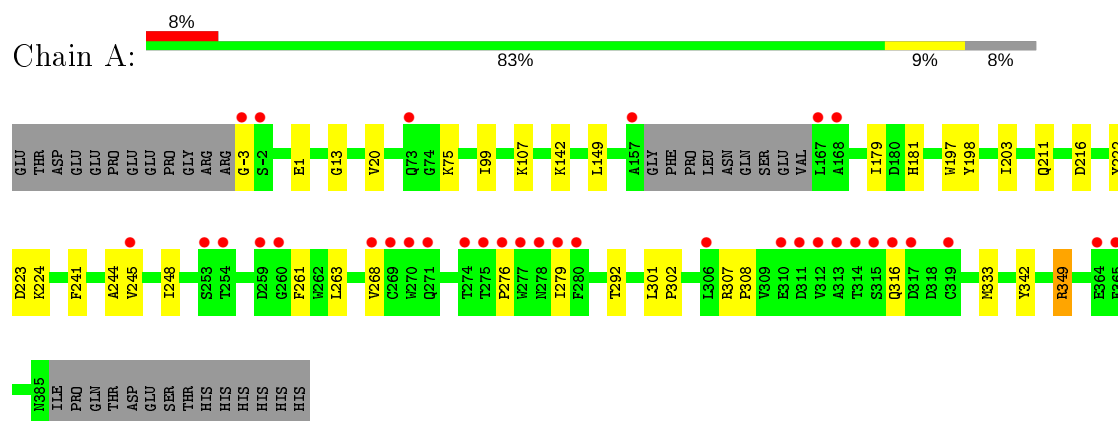 8%
Chain A:
83% 9% 8%
GLU THR ASP GLU GLU PRO GLU GLU PRO GLY ARG ARG G-3 S-2 E1 G13 V20 Q73 G74 K75 I99 K107 K142 L149 A157 GLY PHE PRO LEU ASN GLN SER GLU VAL L167 A168 I179 D180 H181 W197 Y198 I203 Q211 D216 Y222
D223 K224 F241 A244 V245 I248 S253 T254 D259 G260 F261 W262 L263 V268 C269 W270 Q271 T274 T275 P276 W277 N278 I279 F280 T292 L301 P302 L306 R307 P308 V309 E310 D311 V312 A313 T314 S315 Q316 D317 D318 C319 M333 Y342 R349 E364
N385 ILE PRO GLN THR ASP GLU SER THR HIS HIS HIS HIS HIS HIS